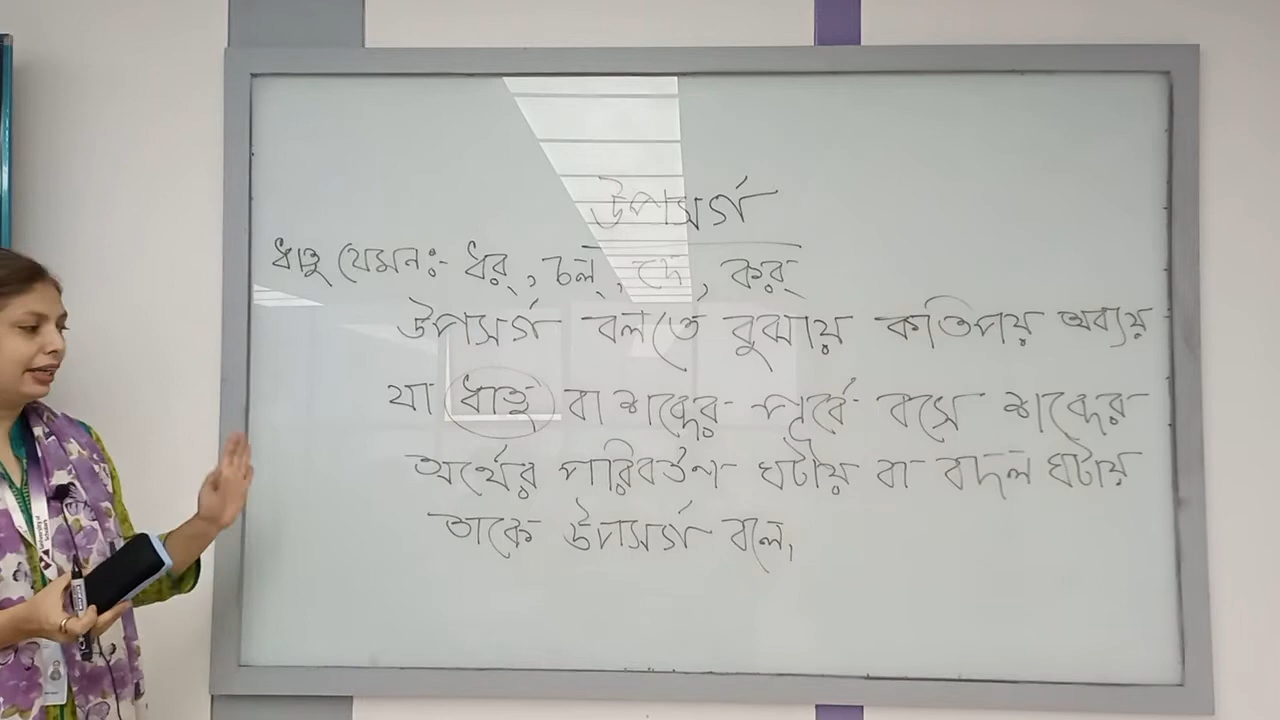 উপসর্গ
ধাতু যেমনঃ- ধর্, চল্, দে, কর্
উপসর্গ বলতে বুঝায় কতিপয় অব্যয়
যা ধাতু বা শব্দের পূর্বে বসে শব্দের
অর্থের পরিবর্তণ ঘটায় বা বদল ঘটায়
তাকে উপসর্গ বলে,